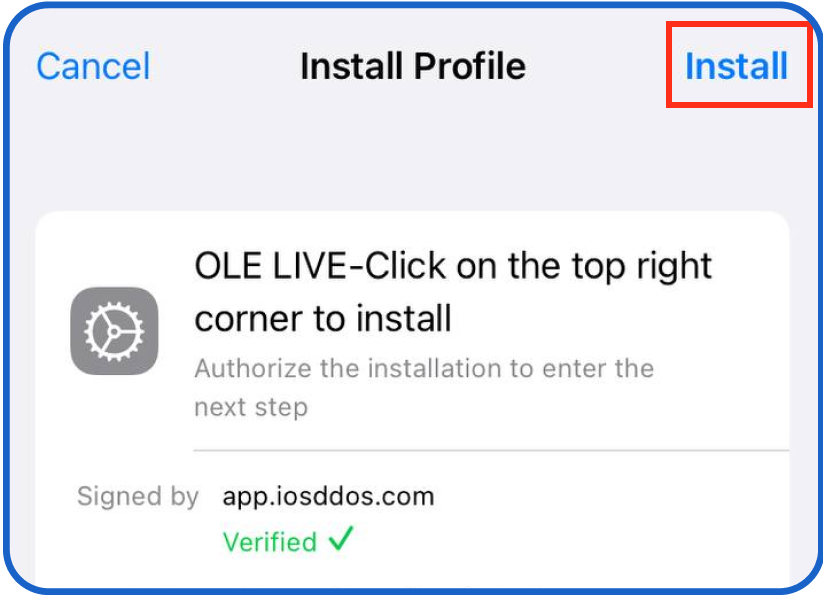 Cancel Install Profile Install
OLE LIVE-Click on the top right
corner to install
Authorize the installation to enter the
next step
Signed by app.iosddos.com
Verified ✓